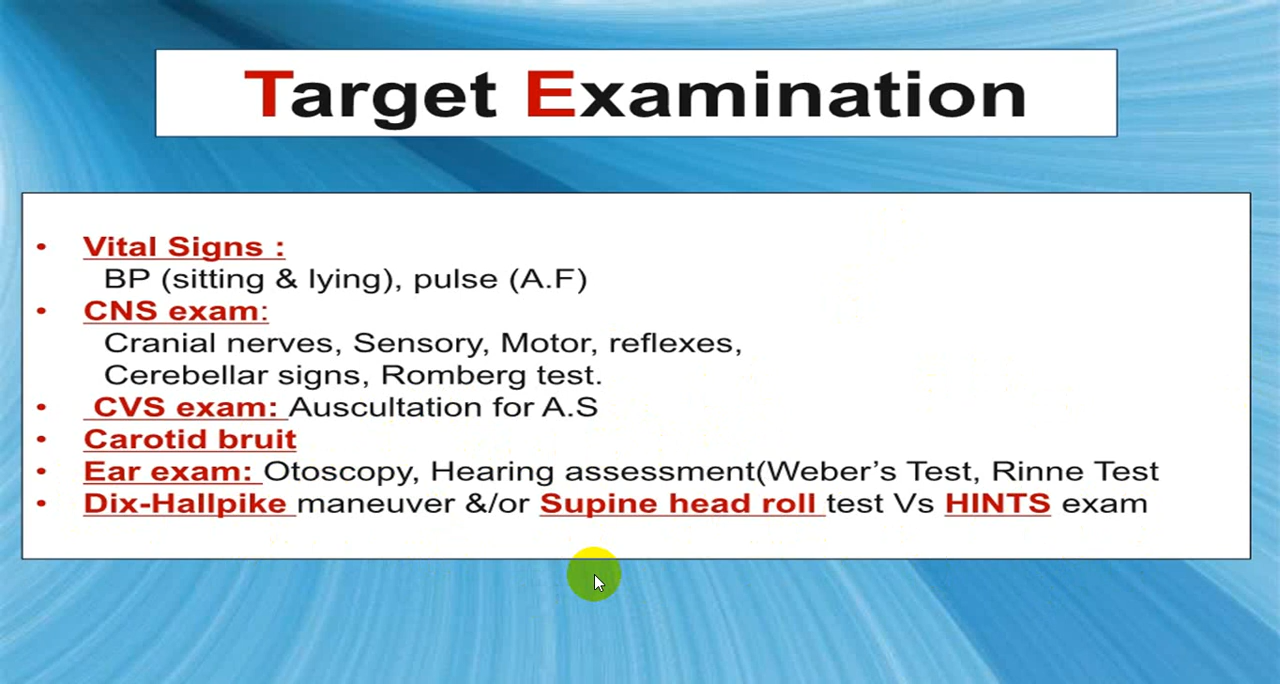 Target Examination
• Vital Signs :
BP (sitting & lying), pulse (A.F)
• CNS exam:
Cranial nerves, Sensory, Motor, reflexes,
Cerebellar signs, Romberg test.
• CVS exam: Auscultation for A.S
• Carotid bruit
• Ear exam: Otoscopy, Hearing assessment(Weber’s Test, Rinne Test
• Dix-Hallpike maneuver &/or Supine head roll test Vs HINTS exam